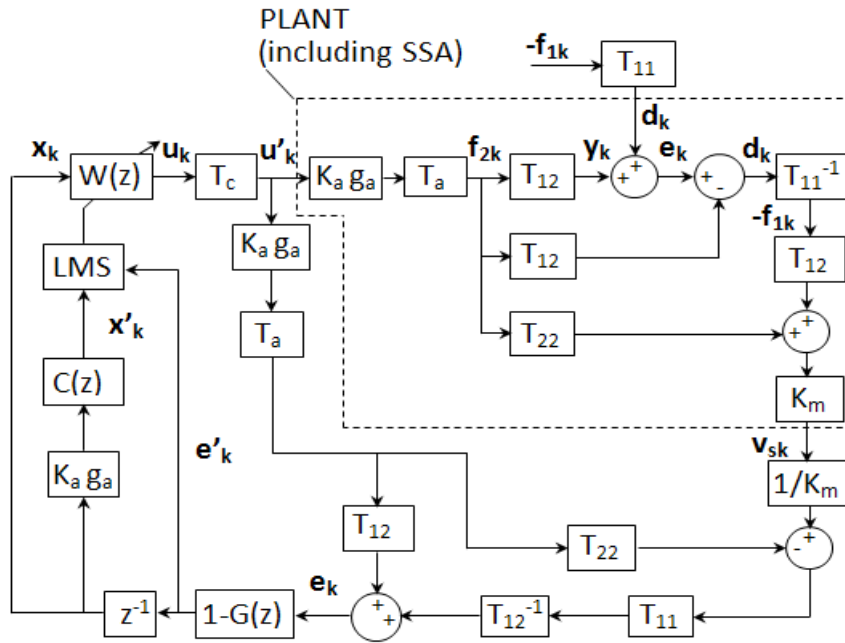 PLANT
(including SSA)
-f1k
T11
dk
xk
uk
u'k
f2k
yk
ek
dk
W(z)
Tc
Ka ga
Ta
T12
+ +
+ -
T11-1
-f1k
Ka ga
T12
T12
LMS
x'k
Ta
T22
+ +
C(z)
Km
e'k
vsk
Ka ga
1/Km
T12
T22
- +
ek
z-1
1-G(z)
+ +
T12-1
T11